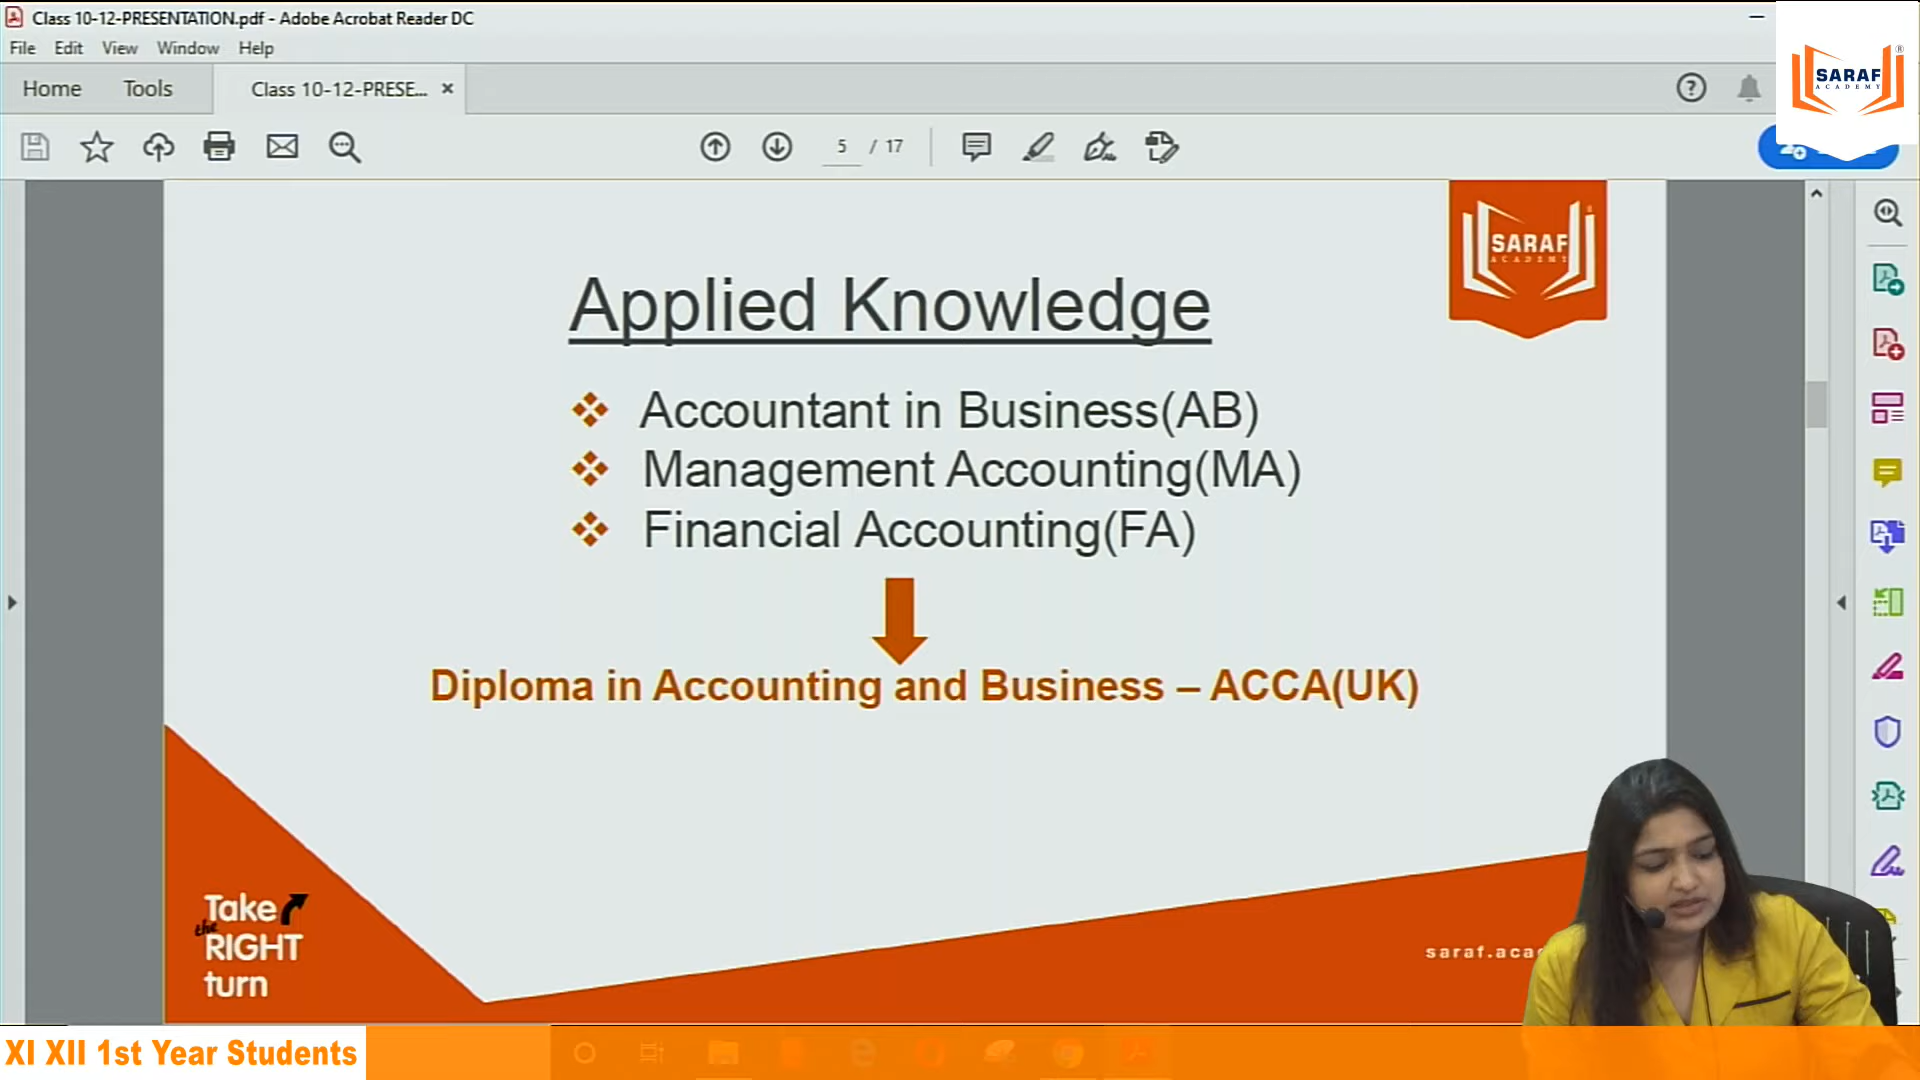 Class 10-12-PRESENTATION.pdf - Adobe Acrobat Reader DC
File Edit View Window Help
Home Tools Class 10-12-PRESE...
5 / 17
SARAF
ACADEMY
SARAF
ACADEMY
Applied Knowledge
Accountant in Business(AB)
Management Accounting(MA)
Financial Accounting(FA)
Diploma in Accounting and Business – ACCA(UK)
Take
the
RIGHT
turn
XI XII 1st Year Students